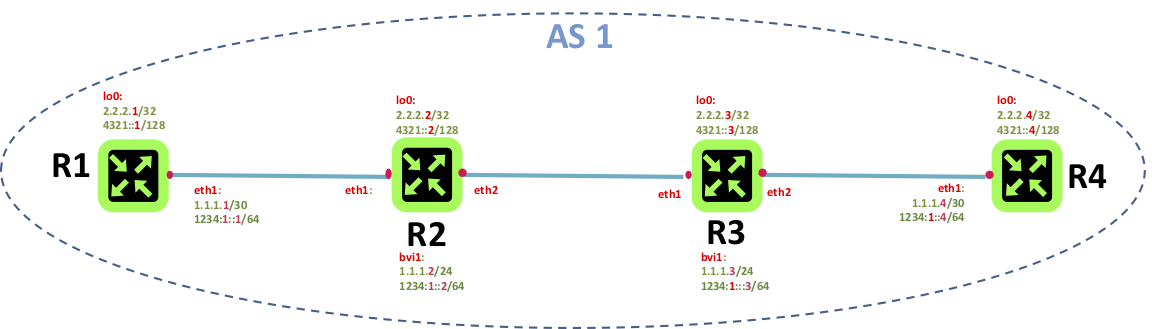 AS 1
lo0:
2.2.2.1/32
4321::1/128
lo0:
2.2.2.2/32
4321::2/128
lo0:
2.2.2.3/32
4321::3/128
lo0:
2.2.2.4/32
4321::4/128
R1
eth1:
1.1.1.1/30
1234:1::1/64
eth1:
eth2
R2
bvi1:
1.1.1.2/24
1234:1::2/64
eth1
eth2
R3
bvi1:
1.1.1.3/24
1234:1:::3/64
eth1:
1.1.1.4/30
1234:1::4/64
R4